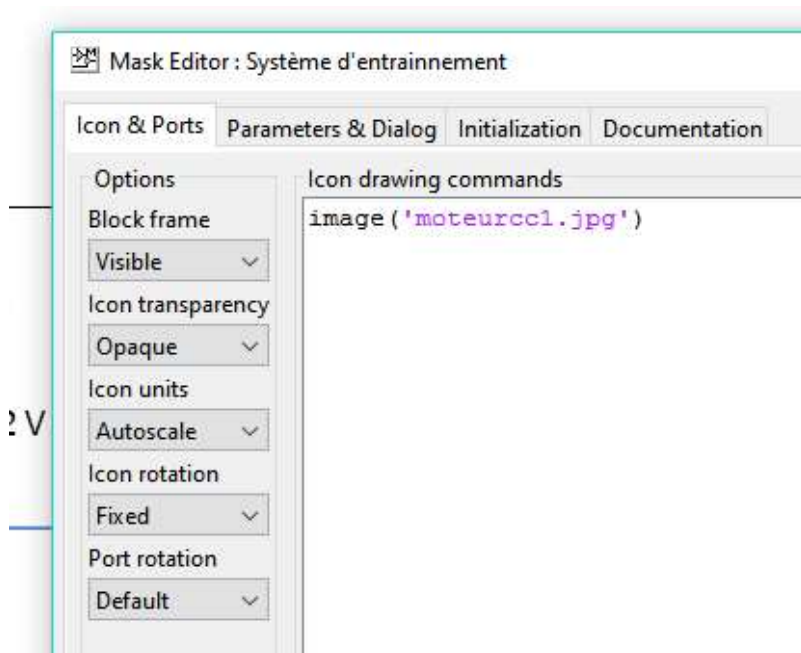 Mask Editor : Système d'entrainnement
Icon & Ports Parameters & Dialog Initialization Documentation
Options
Block frame
Visible
Icon transparency
Opaque
Icon units
Autoscale
Icon rotation
Fixed
Port rotation
Default
Icon drawing commands
image('moteurcc1.jpg')
2 V